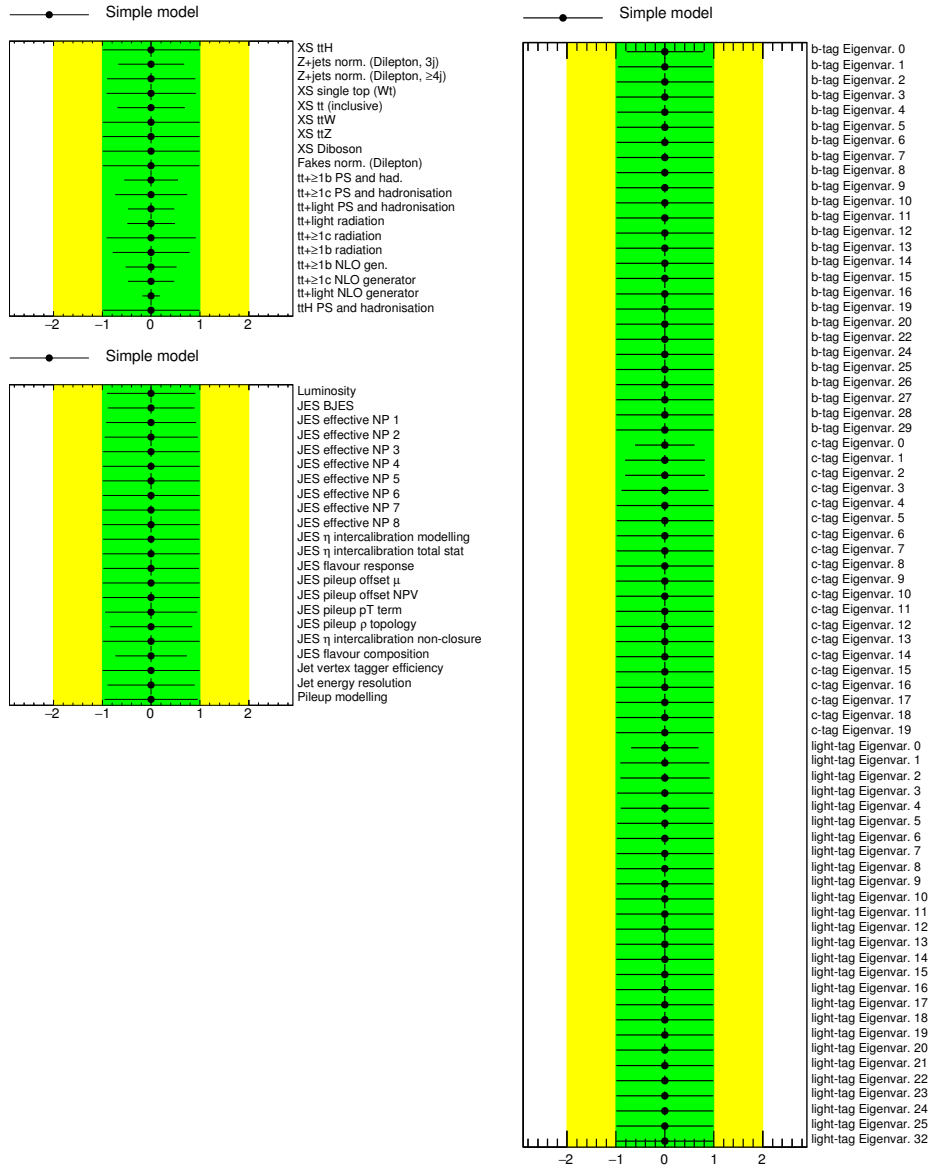 Simple model
XS ttH
Z+jets norm. (Dilepton, 3j)
Z+jets norm. (Dilepton, ≥4j)
XS single top (Wt)
XS tt (inclusive)
XS ttW
XS ttZ
XS Diboson
Fakes norm. (Dilepton)
tt+≥1b PS and had.
tt+≥1c PS and hadronisation
tt+light PS and hadronisation
tt+light radiation
tt+≥1c radiation
tt+≥1b radiation
tt+≥1b NLO gen.
tt+≥1c NLO generator
tt+light NLO generator
ttH PS and hadronisation
−2 −1 0 1 2
Simple model
Luminosity
JES BJES
JES effective NP 1
JES effective NP 2
JES effective NP 3
JES effective NP 4
JES effective NP 5
JES effective NP 6
JES effective NP 7
JES effective NP 8
JES η intercalibration modelling
JES η intercalibration total stat
JES flavour response
JES pileup offset μ
JES pileup offset NPV
JES pileup pT term
JES pileup ρ topology
JES η intercalibration non-closure
JES flavour composition
Jet vertex tagger efficiency
Jet energy resolution
Pileup modelling
−2 −1 0 1 2
Simple model
b-tag Eigenvar. 0
b-tag Eigenvar. 1
b-tag Eigenvar. 2
b-tag Eigenvar. 3
b-tag Eigenvar. 4
b-tag Eigenvar. 5
b-tag Eigenvar. 6
b-tag Eigenvar. 7
b-tag Eigenvar. 8
b-tag Eigenvar. 9
b-tag Eigenvar. 10
b-tag Eigenvar. 11
b-tag Eigenvar. 12
b-tag Eigenvar. 13
b-tag Eigenvar. 14
b-tag Eigenvar. 15
b-tag Eigenvar. 16
b-tag Eigenvar. 19
b-tag Eigenvar. 20
b-tag Eigenvar. 22
b-tag Eigenvar. 24
b-tag Eigenvar. 25
b-tag Eigenvar. 26
b-tag Eigenvar. 27
b-tag Eigenvar. 28
b-tag Eigenvar. 29
c-tag Eigenvar. 0
c-tag Eigenvar. 1
c-tag Eigenvar. 2
c-tag Eigenvar. 3
c-tag Eigenvar. 4
c-tag Eigenvar. 5
c-tag Eigenvar. 6
c-tag Eigenvar. 7
c-tag Eigenvar. 8
c-tag Eigenvar. 9
c-tag Eigenvar. 10
c-tag Eigenvar. 11
c-tag Eigenvar. 12
c-tag Eigenvar. 13
c-tag Eigenvar. 14
c-tag Eigenvar. 15
c-tag Eigenvar. 16
c-tag Eigenvar. 17
c-tag Eigenvar. 18
c-tag Eigenvar. 19
light-tag Eigenvar. 0
light-tag Eigenvar. 1
light-tag Eigenvar. 2
light-tag Eigenvar. 3
light-tag Eigenvar. 4
light-tag Eigenvar. 5
light-tag Eigenvar. 6
light-tag Eigenvar. 7
light-tag Eigenvar. 8
light-tag Eigenvar. 9
light-tag Eigenvar. 10
light-tag Eigenvar. 11
light-tag Eigenvar. 12
light-tag Eigenvar. 13
light-tag Eigenvar. 14
light-tag Eigenvar. 15
light-tag Eigenvar. 16
light-tag Eigenvar. 17
light-tag Eigenvar. 18
light-tag Eigenvar. 19
light-tag Eigenvar. 20
light-tag Eigenvar. 21
light-tag Eigenvar. 22
light-tag Eigenvar. 23
light-tag Eigenvar. 24
light-tag Eigenvar. 25
light-tag Eigenvar. 32
−2 −1 0 1 2